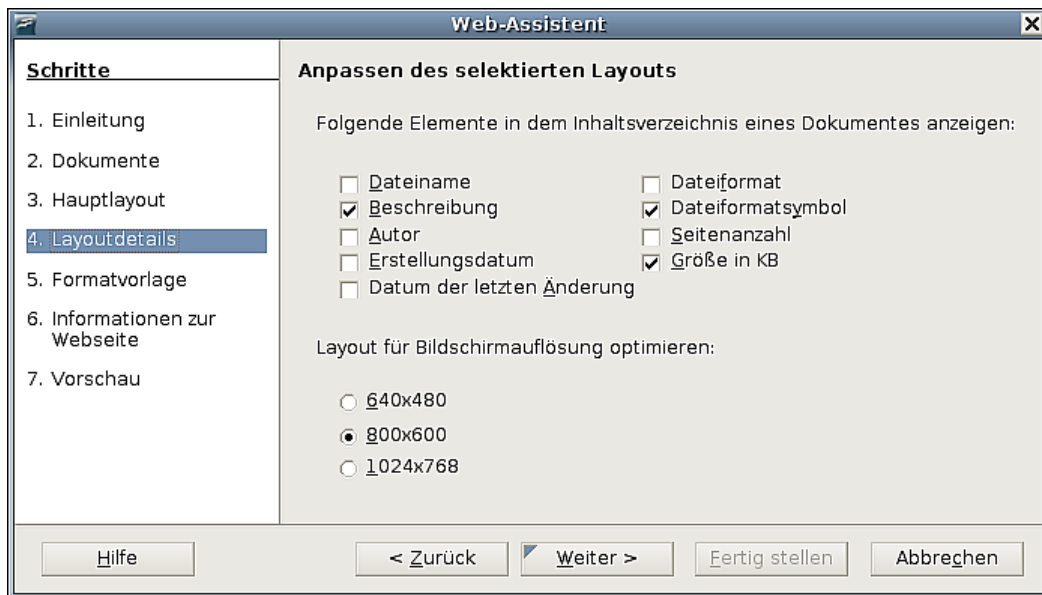 Web-Assistent
Schritte
1. Einleitung
2. Dokumente
3. Hauptlayout
4. Layoutdetails
5. Formatvorlage
6. Informationen zur
Webseite
7. Vorschau
Anpassen des selektierten Layouts
Folgende Elemente in dem Inhaltsverzeichnis eines Dokumentes anzeigen:
Dateiname
Beschreibung
Autor
Erstellungsdatum
Datum der letzten Änderung
Dateiformat
Dateiformatsymbol
Seitenanzahl
Größe in KB
Layout für Bildschirmauflösung optimieren:
640x480
800x600
1024x768
Hilfe
< Zurück
Weiter >
Fertig stellen
Abbrechen